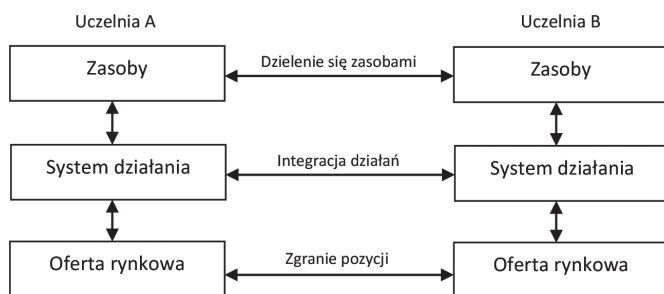 Uczelnia A
Uczelnia B
Zasoby
Dzielenie się zasobami
Zasoby
System działania
Integracja działań
System działania
Oferta rynkowa
Zgranie pozycji
Oferta rynkowa